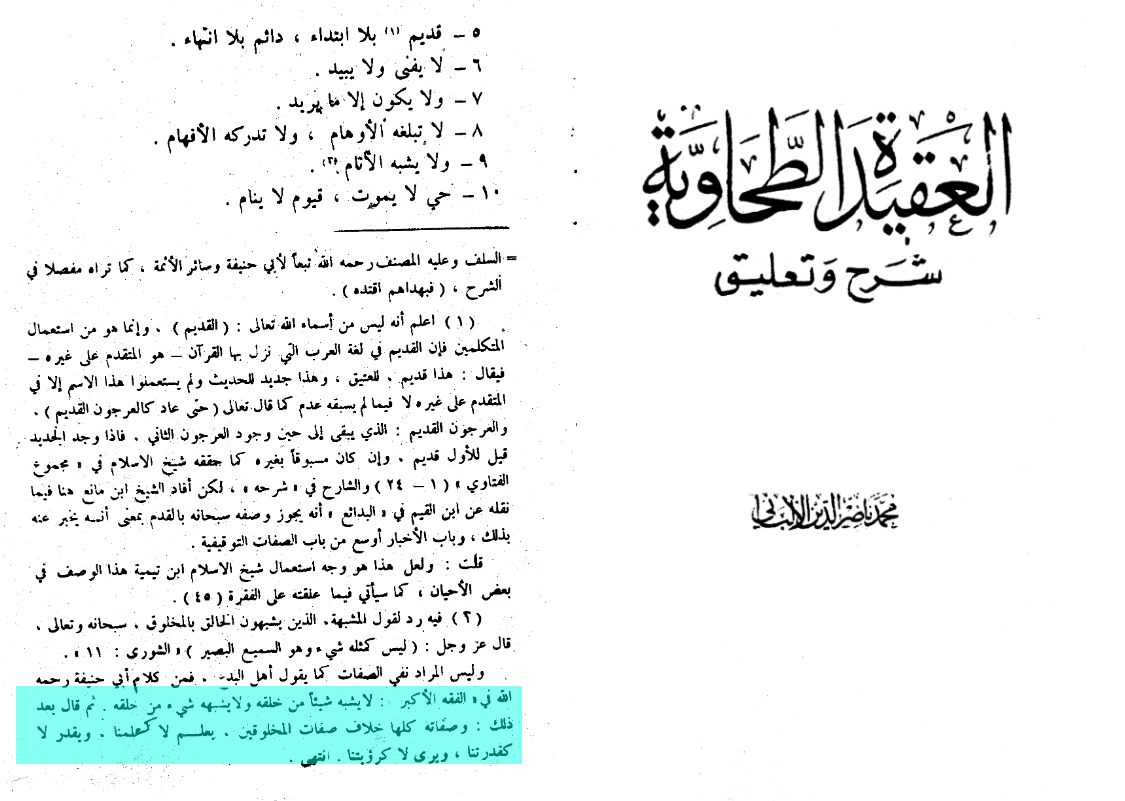 العقيدة الطحاوية
شرح وتعليق
محمد ناصر الدين الألباني
٥ – قديم (١) بلا ابتداء ، دائم بلا انتهاء .
٦ – لا يفنى ولا يبيد .
٧ – ولا يكون إلا ما يريد .
٨ – لا تبلغه الأوهام ، ولا تدركه الأفهام .
٩ – ولا يشبه الأنام (٢) .
١٠ – حي لا يموت ، قيوم لا ينام .
= السلف وعليه المصنف رحمه الله تبعاً لأبي حنيفة وسائر الأئمة ، كما تراه مفصلا في
الشرح ، ( فبهداهم اقتده ) .
( ١ ) اعلم أنه ليس من أسماء الله تعالى : ( القديم ) . وإنما هو من استعمال
المتكلمين فإن القديم في لغة العرب التي نزل بها القرآن – هو المتقدم على غيره –
فيقال : هذا قديم . للعتيق ، وهذا جديد للحديث ولم يستعملوا هذا الاسم إلا في
المتقدم على غيره لا فيما لم يسبقه عدم كما قال تعالى ( حتى عاد كالعرجون القديم ) .
والعرجون القديم : الذي يبقى إلى حين وجود العرجون الثاني . فاذا وجد الجديد
قيل للأول قديم . وإن كان مسبوقاً بغيره كما حققه شيخ الاسلام في « مجموع
الفتاوي » ( ١ – ٢٤ ) والشارح في « شرحه » ، لكن أفاد الشيخ ابن مانع هنا فيما
نقله عن ابن القيم في « البدائع » أنه يجوز وصفه سبحانه بالقدم بمعنى أنه يخبر عنه
بذلك ، وباب الأخبار أوسع من باب الصفات التوقيفية .
قلت : ولعل هذا هو وجه استعمال شيخ الاسلام ابن تيمية هذا الوصف في
بعض الأحيان ، كما سيأتي فيما علقته على الفقرة ( ٤٥ ) .
( ٢ ) فيه رد لقول المشبهة، الذين يشبهون الخالق بالمخلوق . سبحانه وتعالى .
قال عز وجل : ( ليس كمثله شيء وهو السميع البصير ) « الشورى : ١١ » .
وليس المراد نفي الصفات كما يقول أهل البدع . فمن كلام أبي حنيفة رحمه
الله في « الفقه الأكبر : لايشبه شيئاً من خلقه ولايشبهه شيء من خلقه . ثم قال بعد
ذلك : وصفاته كلها خلاف صفات المخلوقين . يعلم لا كعلمنا . ويقدر لا
كقدرتنا ، ويرى لا كرؤيتنا . انتهى .